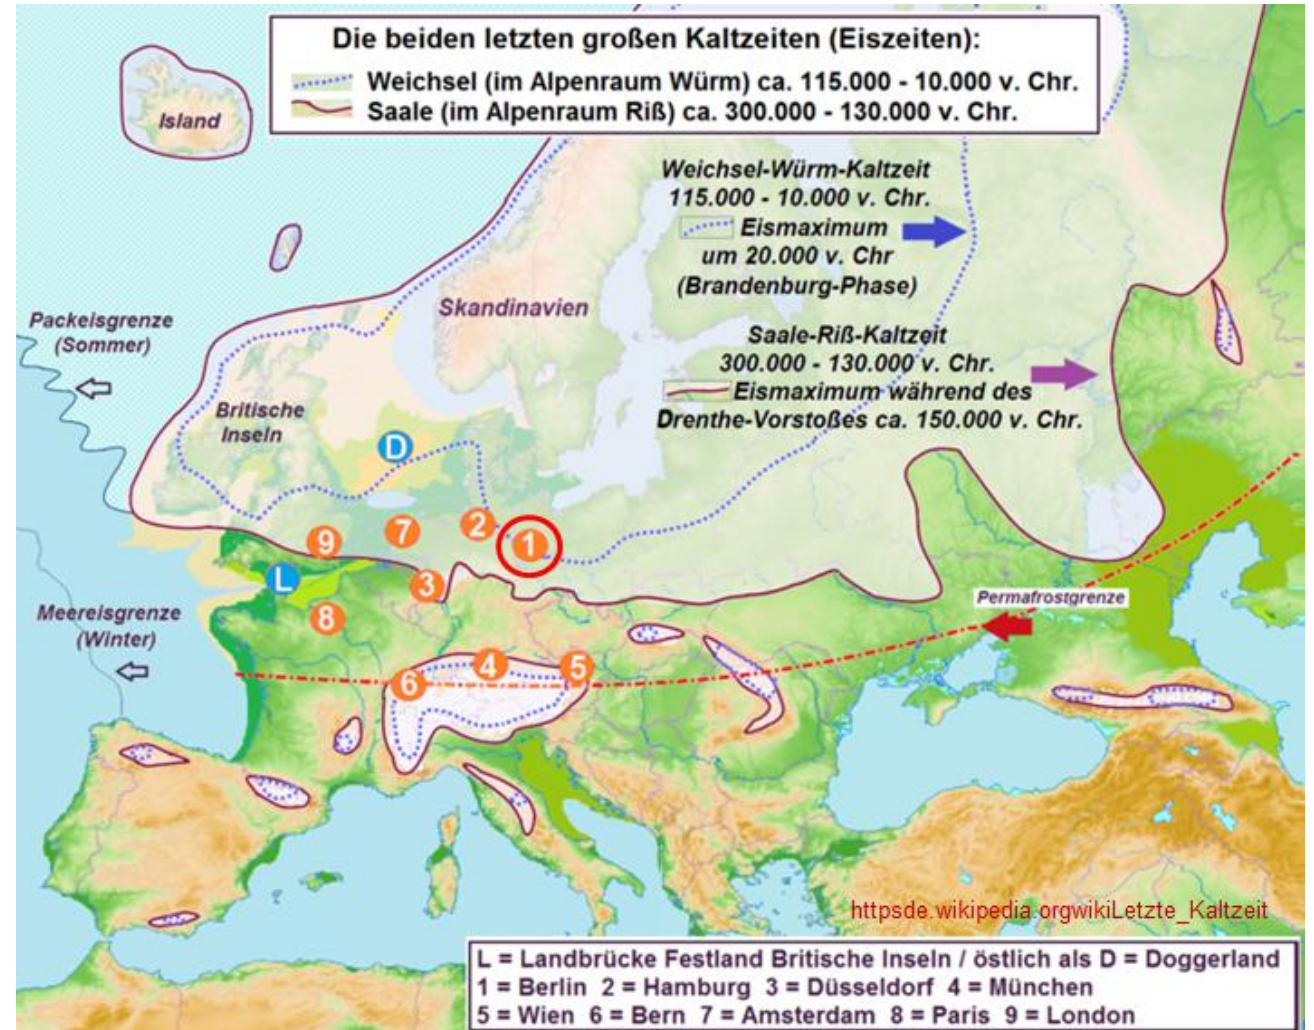 Die beiden letzten großen Kaltzeiten (Eiszeiten):
Weichsel (im Alpenraum Würm) ca. 115.000 - 10.000 v. Chr.
Saale (im Alpenraum Riß) ca. 300.000 - 130.000 v. Chr.
Island
Weichsel-Würm-Kaltzeit
115.000 - 10.000 v. Chr.
Eismaximum
um 20.000 v. Chr
(Brandenburg-Phase)
Skandinavien
Packeisgrenze
(Sommer)
Saale-Riß-Kaltzeit
300.000 - 130.000 v. Chr.
Eismaximum während des
Drenthe-Vorstoßes ca. 150.000 v. Chr.
Britische
Inseln
D
2
7
9
1
L
3
8
Meereisgrenze
(Winter)
Permafrostgrenze
4
5
6
httpsde.wikipedia.orgwikiLetzte_Kaltzeit
L = Landbrücke Festland Britische Inseln / östlich als D = Doggerland
1 = Berlin 2 = Hamburg 3 = Düsseldorf 4 = München
5 = Wien 6 = Bern 7 = Amsterdam 8 = Paris 9 = London